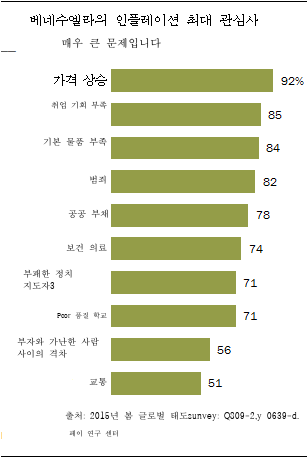 베네수엘라의 인플레이션 최대 관심사
매우 큰 문제입니다
가격 상승 92%
취업 기회 부족 85
기본 물품 부족 84
범죄 82
공공 부채 78
보건 의료 74
부패한 정치
지도자3 71
Poor 품질 학교 71
부자와 가난한 사람
사이의 격차 56
교통 51
출처: 2015년 봄 글로벌 태도sunvey: Q809-2,y 0639-d.
페이 연구 센터